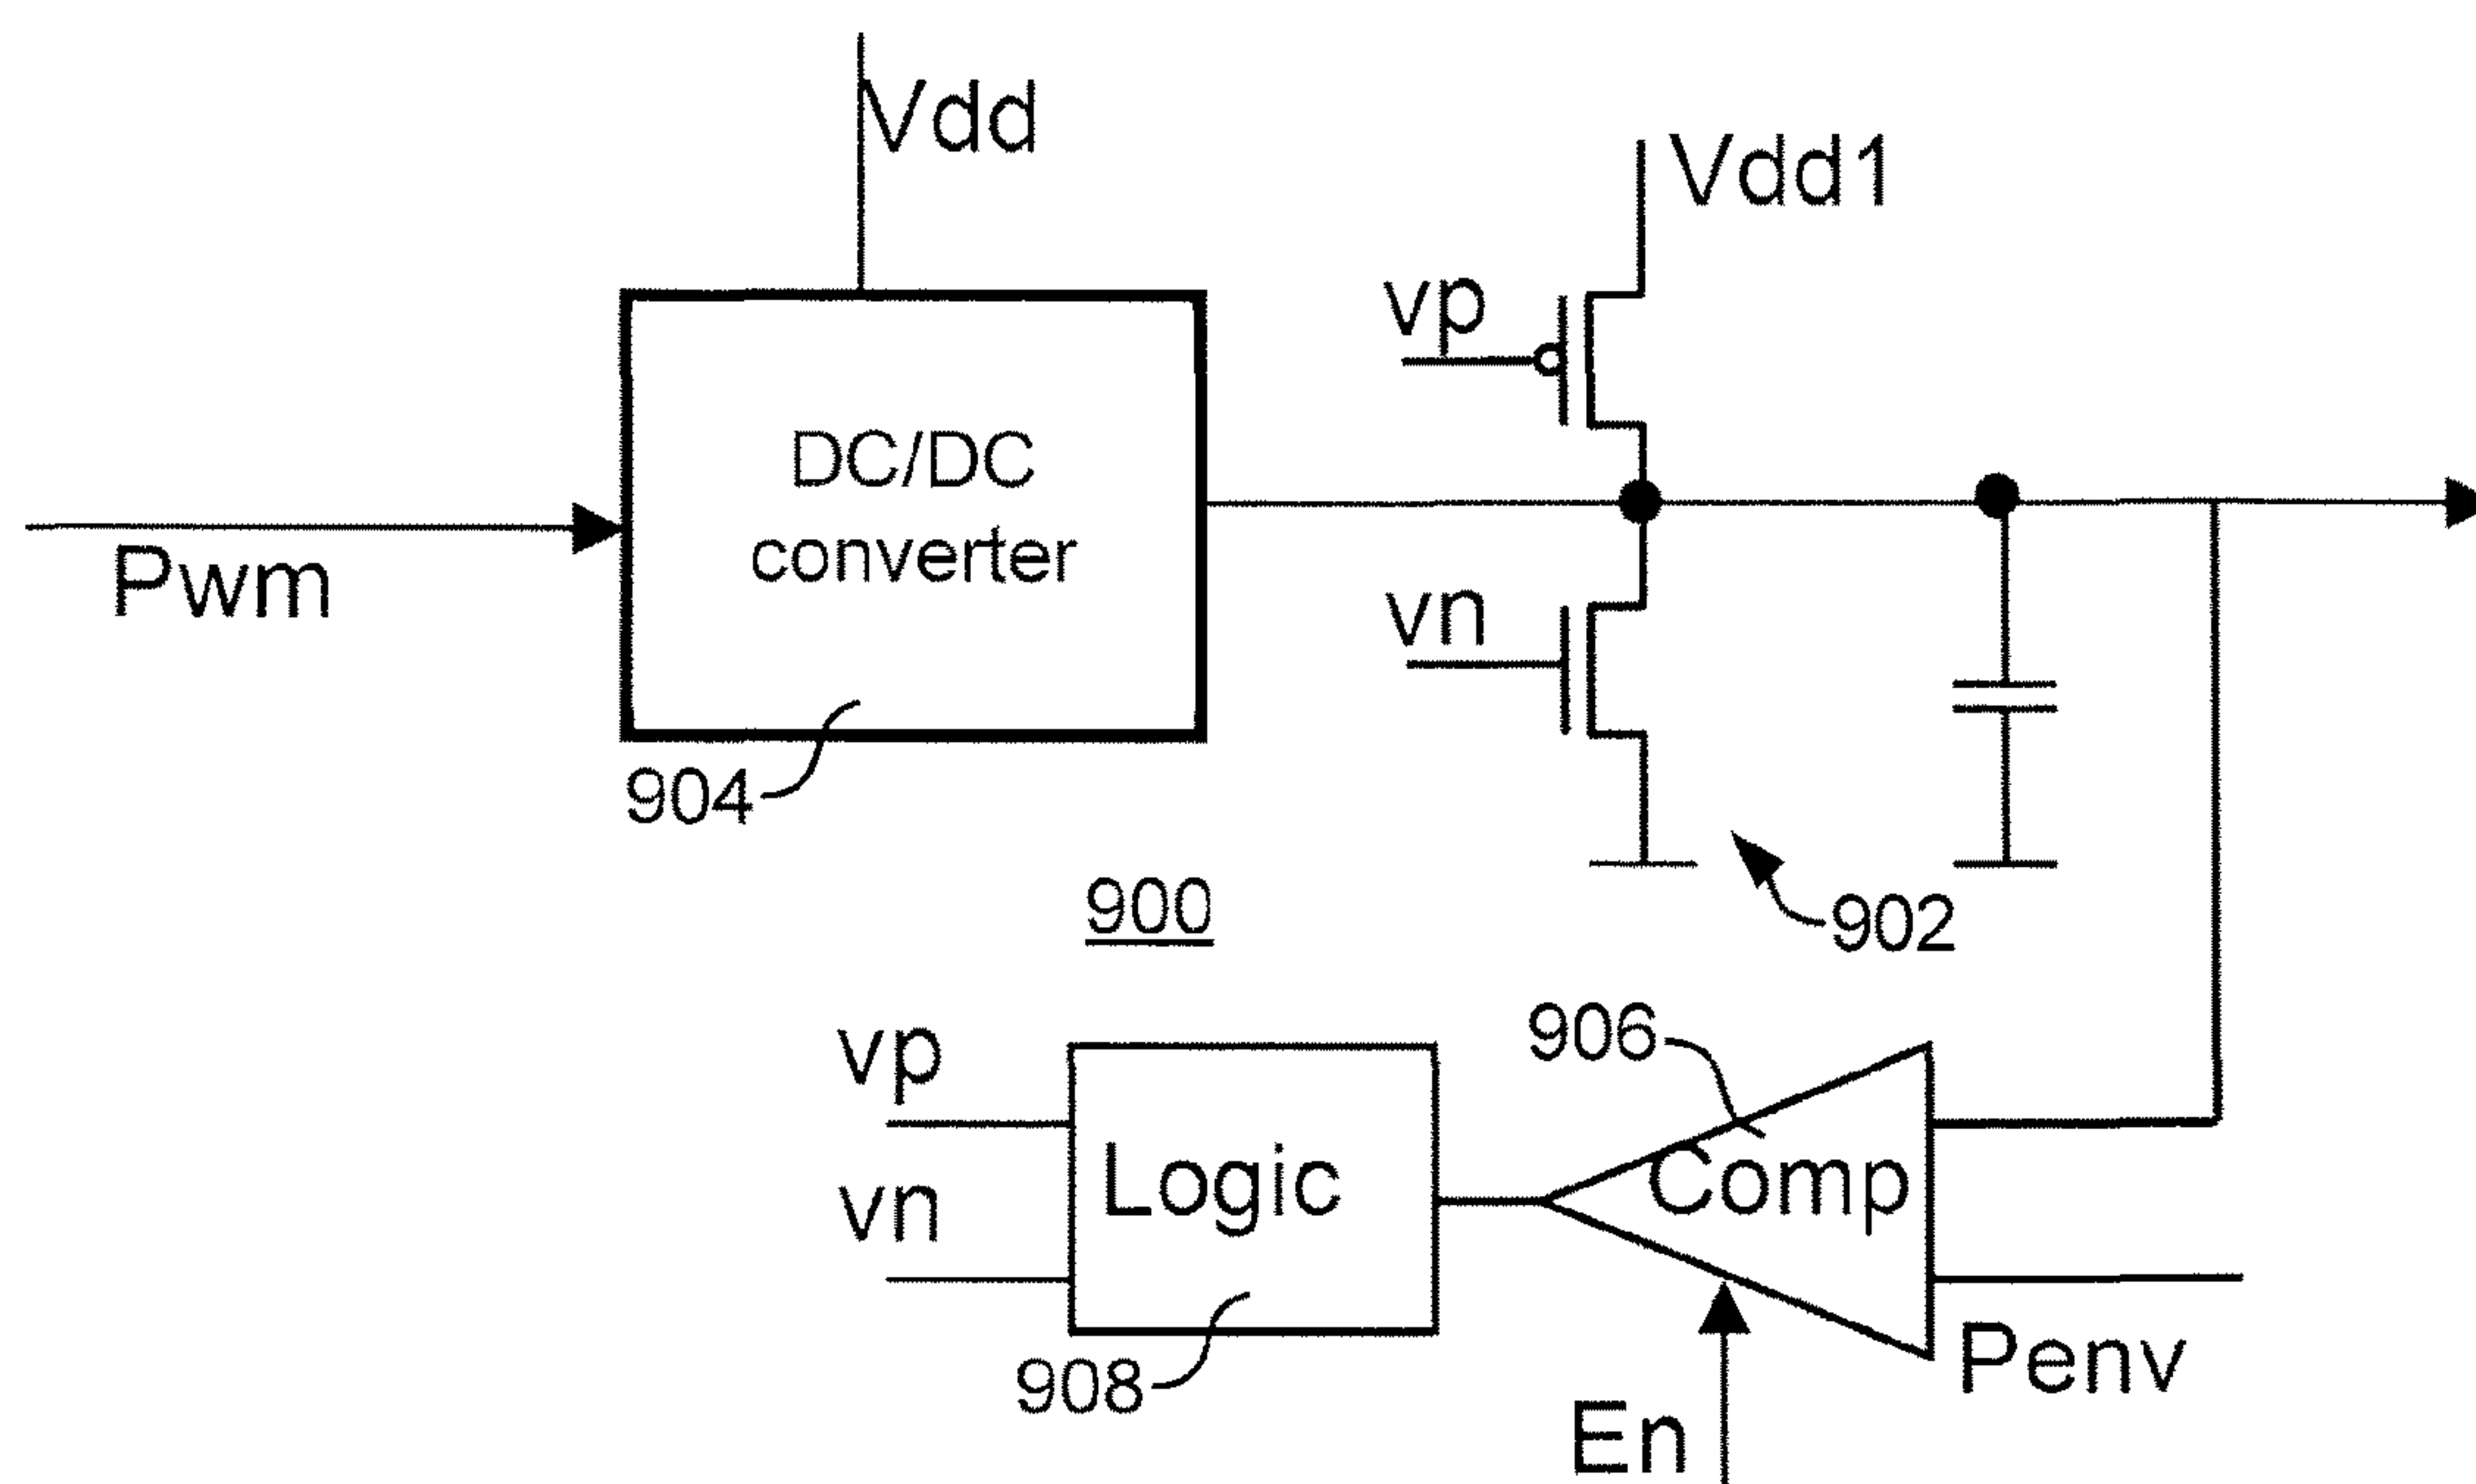 Vdd
Vdd1
vp
DC/DC
converter
Pwm
vn
904
900
902
906
vp
Logic
Comp
vn
908
Penv
En